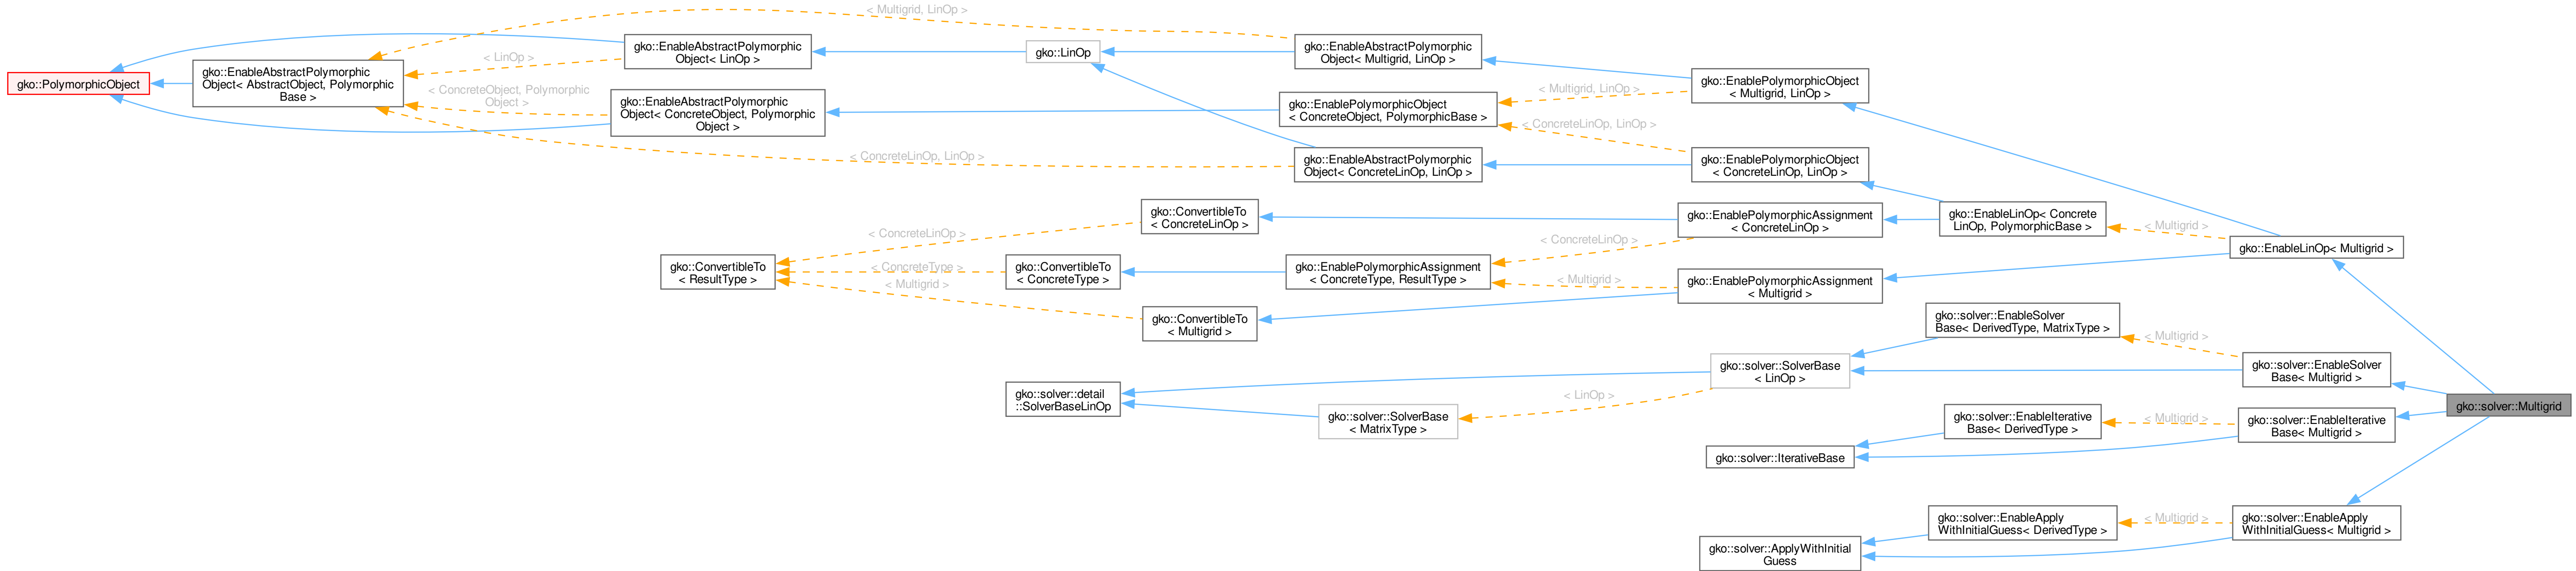 gko::PolymorphicObject
gko::EnableAbstractPolymorphic
Object< AbstractObject, Polymorphic
Base >
< Multigrid, LinOp >
< LinOp >
< ConcreteObject, Polymorphic
Object >
< ConcreteLinOp, LinOp >
gko::EnableAbstractPolymorphic
Object< LinOp >
gko::EnableAbstractPolymorphic
Object< ConcreteObject, Polymorphic
Object >
gko::LinOp
gko::EnableAbstractPolymorphic
Object< Multigrid, LinOp >
gko::EnablePolymorphicObject
< ConcreteObject, PolymorphicBase >
gko::EnableAbstractPolymorphic
Object< ConcreteLinOp, LinOp >
< Multigrid, LinOp >
< ConcreteLinOp, LinOp >
gko::EnablePolymorphicObject
< Multigrid, LinOp >
gko::EnablePolymorphicObject
< ConcreteLinOp, LinOp >
gko::ConvertibleTo
< ResultType >
< ConcreteLinOp >
< ConcreteType >
< Multigrid >
gko::ConvertibleTo
< ConcreteLinOp >
gko::ConvertibleTo
< ConcreteType >
gko::ConvertibleTo
< Multigrid >
gko::EnablePolymorphicAssignment
< ConcreteType, ResultType >
< ConcreteLinOp >
< Multigrid >
gko::EnablePolymorphicAssignment
< ConcreteLinOp >
gko::EnablePolymorphicAssignment
< Multigrid >
gko::EnableLinOp< Concrete
LinOp, PolymorphicBase >
< Multigrid >
gko::EnableLinOp< Multigrid >
gko::solver::detail
::SolverBaseLinOp
gko::solver::SolverBase
< MatrixType >
< LinOp >
gko::solver::SolverBase
< LinOp >
gko::solver::EnableSolver
Base< DerivedType, MatrixType >
< Multigrid >
gko::solver::EnableSolver
Base< Multigrid >
gko::solver::IterativeBase
gko::solver::EnableIterative
Base< DerivedType >
< Multigrid >
gko::solver::EnableIterative
Base< Multigrid >
gko::solver::Multigrid
gko::solver::ApplyWithInitial
Guess
gko::solver::EnableApply
WithInitialGuess< DerivedType >
< Multigrid >
gko::solver::EnableApply
WithInitialGuess< Multigrid >